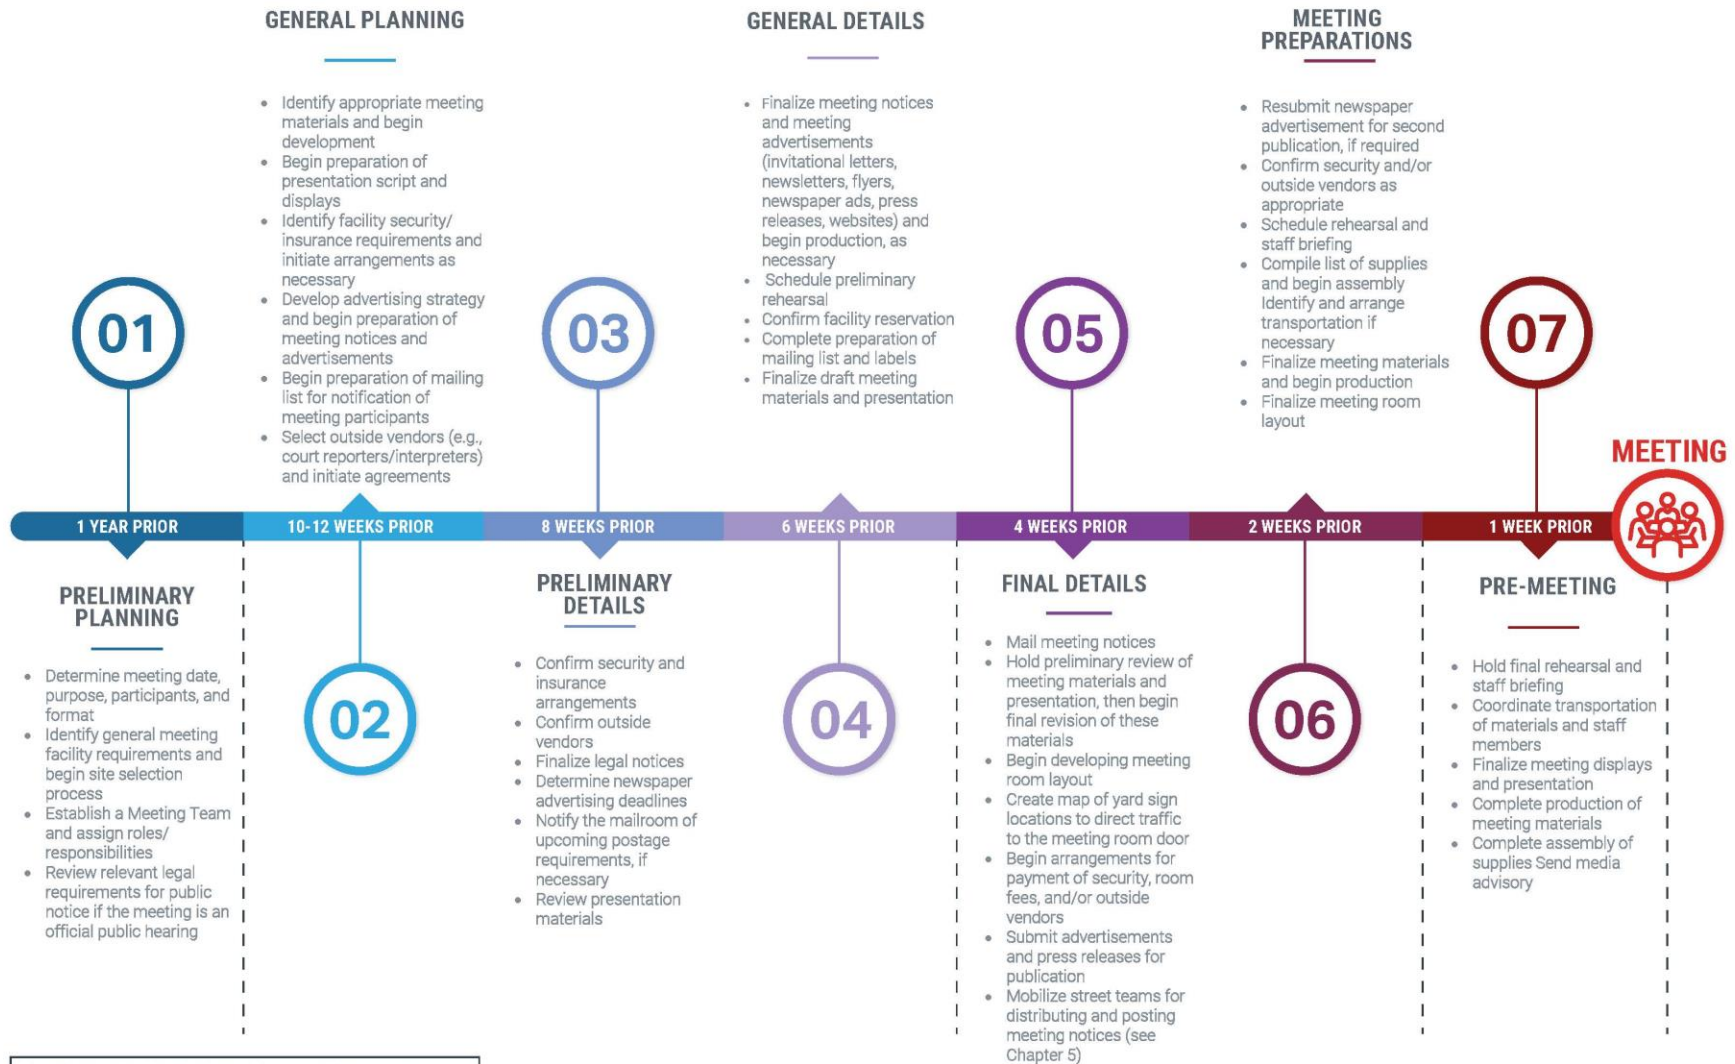 GENERAL PLANNING
• Identify appropriate meeting
materials and begin
development
• Begin preparation of
presentation script and
displays
• Identify facility security/
insurance requirements and
initiate arrangements as
necessary
• Develop advertising strategy
and begin preparation of
meeting notices and
advertisements
• Begin preparation of mailing
list for notification of
meeting participants
• Select outside vendors (e.g.,
court reporters/interpreters)
and initiate agreements
GENERAL DETAILS
• Finalize meeting notices
and meeting
advertisements
(invitational letters,
newsletters, flyers,
newspaper ads, press
releases, websites) and
begin production, as
necessary
• Schedule preliminary
rehearsal
• Confirm facility reservation
• Complete preparation of
mailing list and labels
• Finalize draft meeting
materials and presentation
MEETING
PREPARATIONS
• Resubmit newspaper
advertisement for second
publication, if required
• Confirm security and/or
outside vendors as
appropriate
• Schedule rehearsal and
staff briefing
• Compile list of supplies
and begin assembly
Identify and arrange
transportation if
necessary
• Finalize meeting materials
and begin production
• Finalize meeting room
layout
01
03
05
07
MEETING
1 YEAR PRIOR
10-12 WEEKS PRIOR
8 WEEKS PRIOR
6 WEEKS PRIOR
4 WEEKS PRIOR
2 WEEKS PRIOR
1 WEEK PRIOR
PRELIMINARY
PLANNING
• Determine meeting date,
purpose, participants, and
format
• Identify general meeting
facility requirements and
begin site selection
process
• Establish a Meeting Team
and assign roles/
responsibilities
• Review relevant legal
requirements for public
notice if the meeting is an
official public hearing
02
PRELIMINARY
DETAILS
• Confirm security and
insurance
arrangements
• Confirm outside
vendors
• Finalize legal notices
• Determine newspaper
advertising deadlines
• Notify the mailroom of
upcoming postage
requirements, if
necessary
• Review presentation
materials
04
FINAL DETAILS
• Mail meeting notices
• Hold preliminary review of
meeting materials and
presentation, then begin
final revision of these
materials
• Begin developing meeting
room layout
• Create map of yard sign
locations to direct traffic
to the meeting room door
• Begin arrangements for
payment of security, room
fees, and/or outside
vendors
• Submit advertisements
and press releases for
publication
• Mobilize street teams for
distributing and posting
meeting notices (see
Chapter 5)
06
PRE-MEETING
• Hold final rehearsal and
staff briefing
• Coordinate transportation
of materials and staff
members
• Finalize meeting displays
and presentation
• Complete production of
meeting materials
• Complete assembly of
supplies Send media
advisory